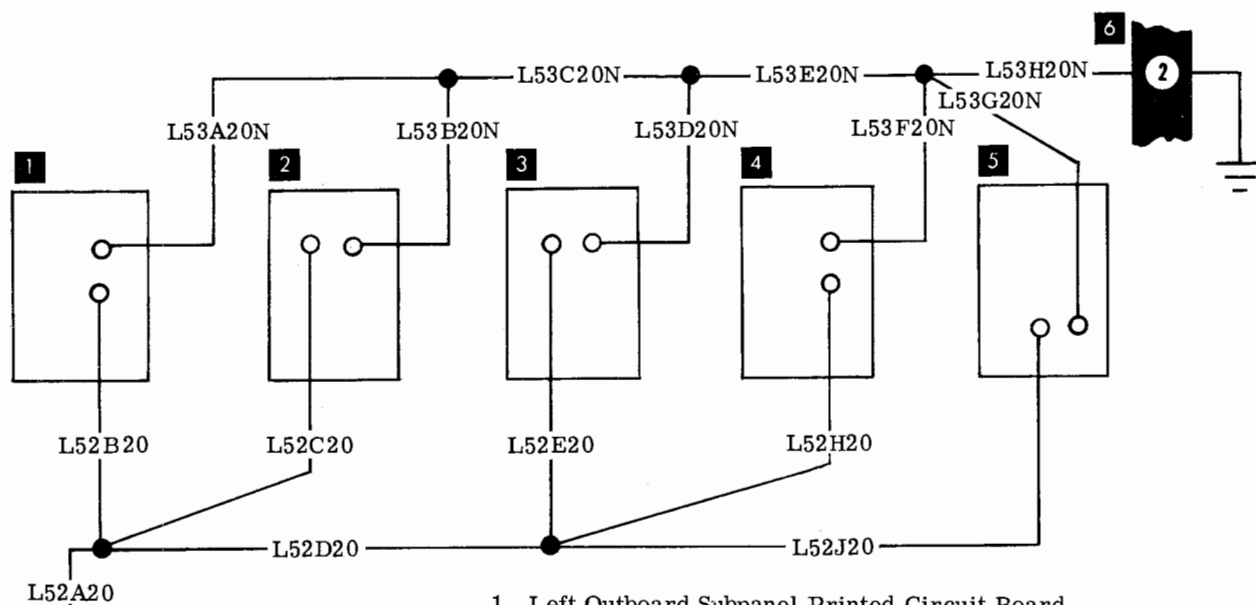 6
2
L53C20N
L53E20N
L53H20N
L53G20N
L53A20N
L53B20N
L53D20N
L53F20N
1
2
3
4
5
L52B20
L52C20
L52E20
L52H20
L52D20
L52J20
L52A20
1 Left Outboard Subpanel Printed Circuit Board